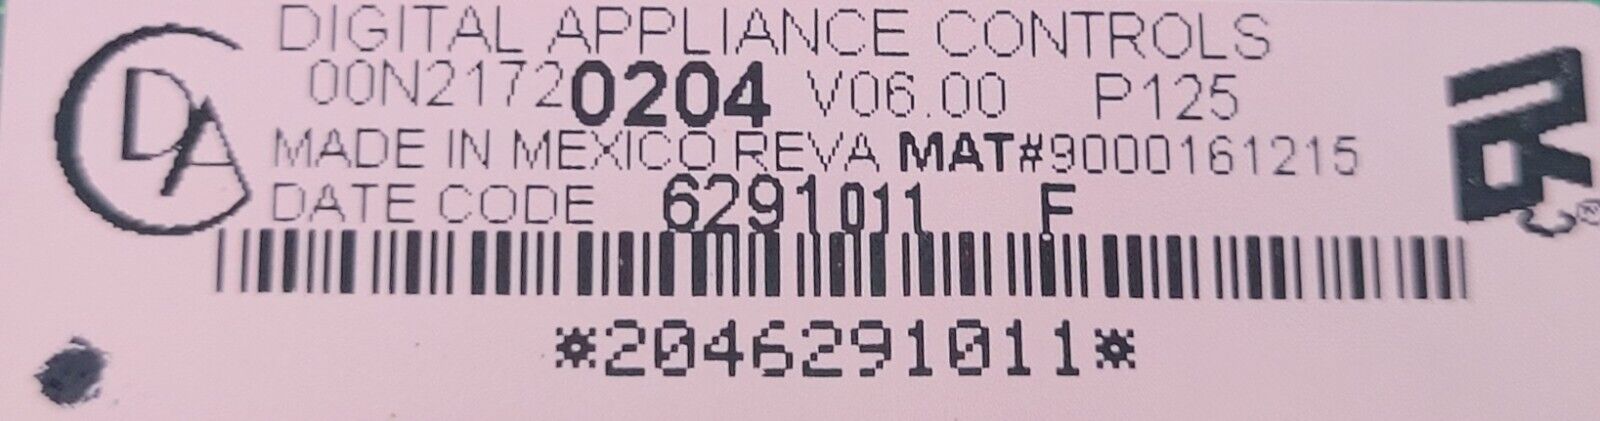 DIGITAL APPLIANCE CONTROLS
00N21720204 V06.00 P125
MADE IN MEXICO REVA MAT#9000161215
DATE CODE 6291011 F
*2046291011*